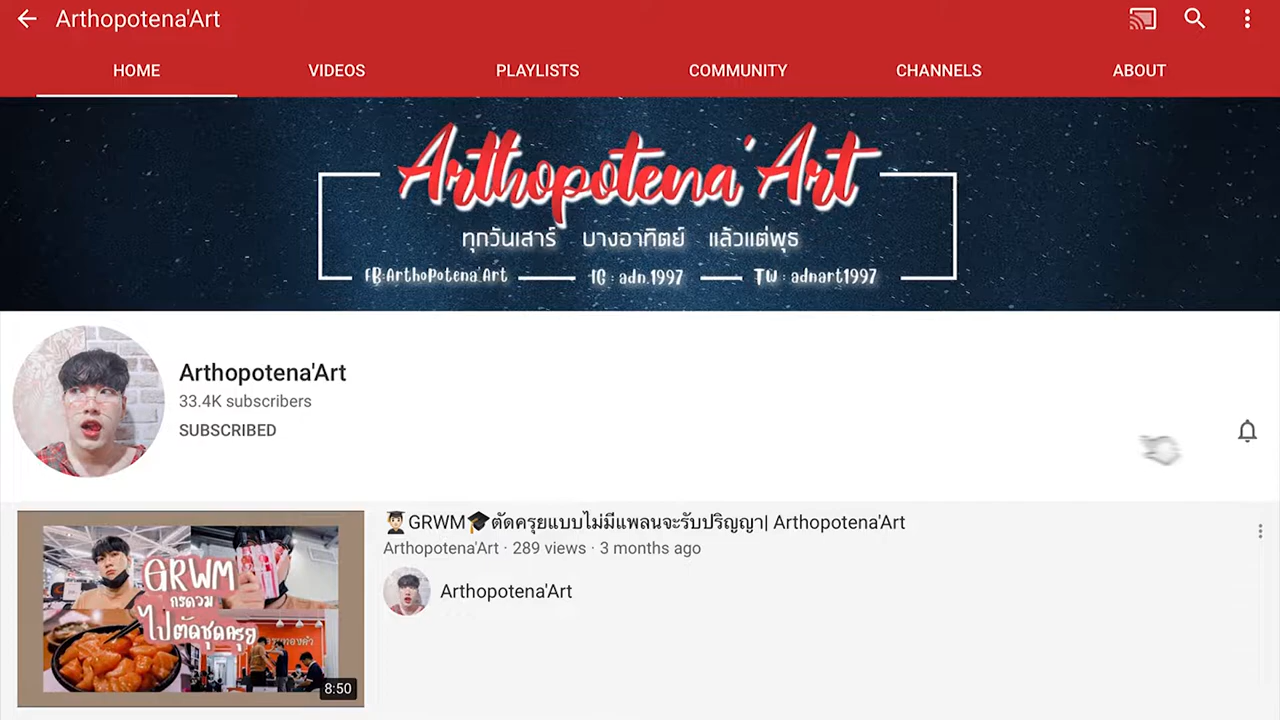 Arthopotena'Art
HOME VIDEOS PLAYLISTS COMMUNITY CHANNELS ABOUT
Arthopotena'Art
ทุกวันเสาร์ บางอาทิตย์ แล้วแต่พุธ
FB:ArthoPotena'Art IG : adn.1997 TW : adnart1997
Arthopotena'Art
33.4K subscribers
SUBSCRIBED
GRWM ตัดครุยแบบไม่มีแพลนจะรับปริญญา| Arthopotena'Art
Arthopotena'Art · 289 views · 3 months ago
Arthopotena'Art
GRWM
กรดวม
ไปตัดชุดครุย
8:50